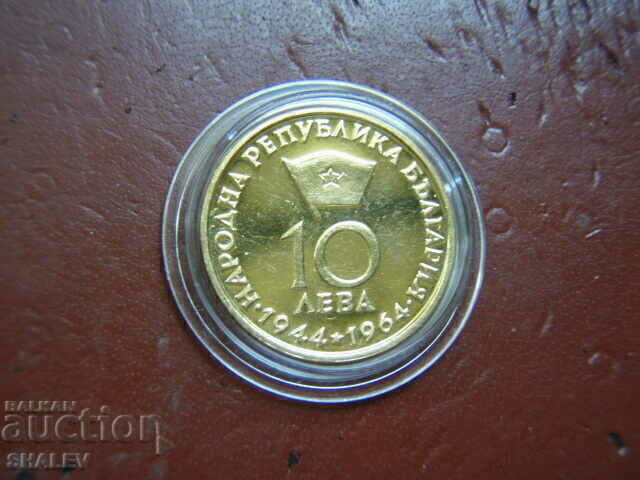 НАРОДНА РЕПУБЛИКА БЪЛГАРИЯ
10
ЛЕВА
·1944★1964·
BALKAN
auction
SHALEV